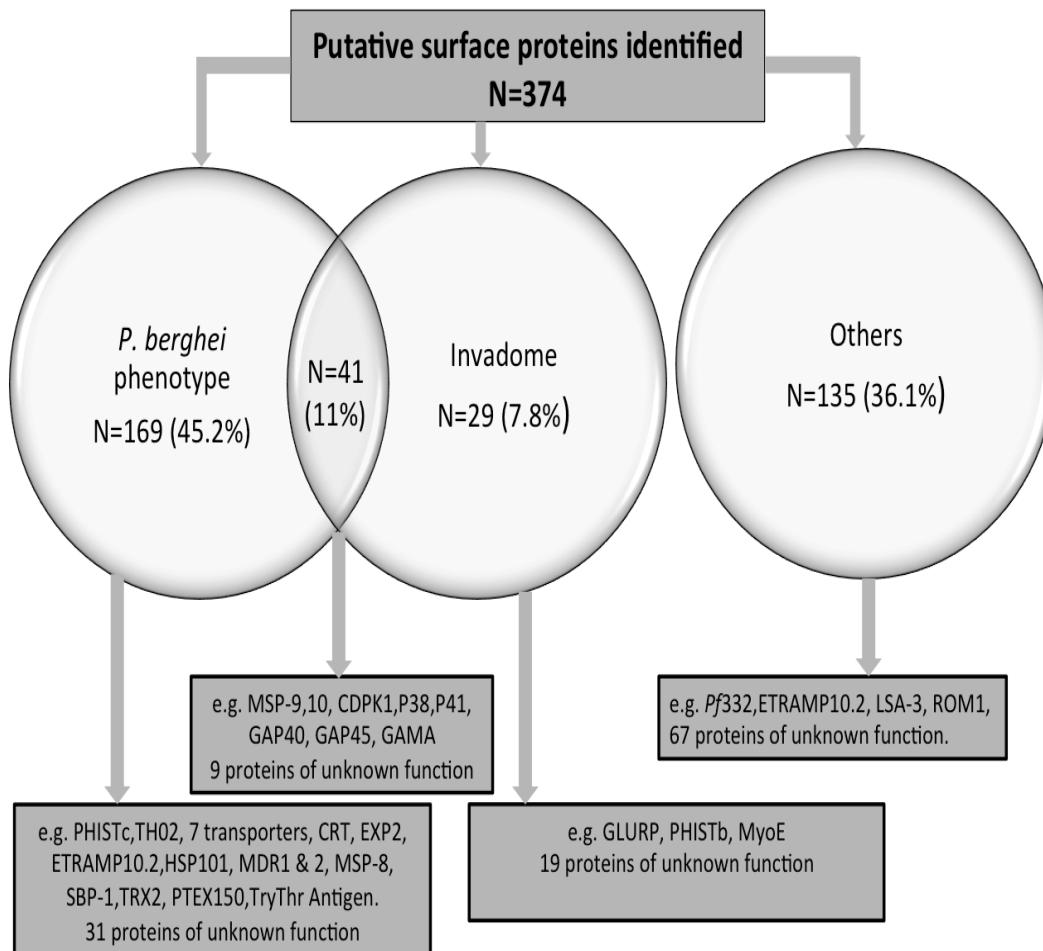 Putative surface proteins identified
N=374
P. berghei
phenotype
N=169 (45.2%)
N=41
(11%)
Invadome
N=29 (7.8%)
Others
N=135 (36.1%)
e.g. MSP-9,10, CDPK1,P38,P41,
GAP40, GAP45, GAMA
9 proteins of unknown function
e.g. Pf332,ETRAMP10.2, LSA-3, ROM1,
67 proteins of unknown function.
e.g. PHISTc,TH02, 7 transporters, CRT, EXP2,
ETRAMP10.2,HSP101, MDR1 & 2, MSP-8,
SBP-1,TRX2, PTEX150,TryThr Antigen.
31 proteins of unknown function
e.g. GLURP, PHISTb, MyoE
19 proteins of unknown function